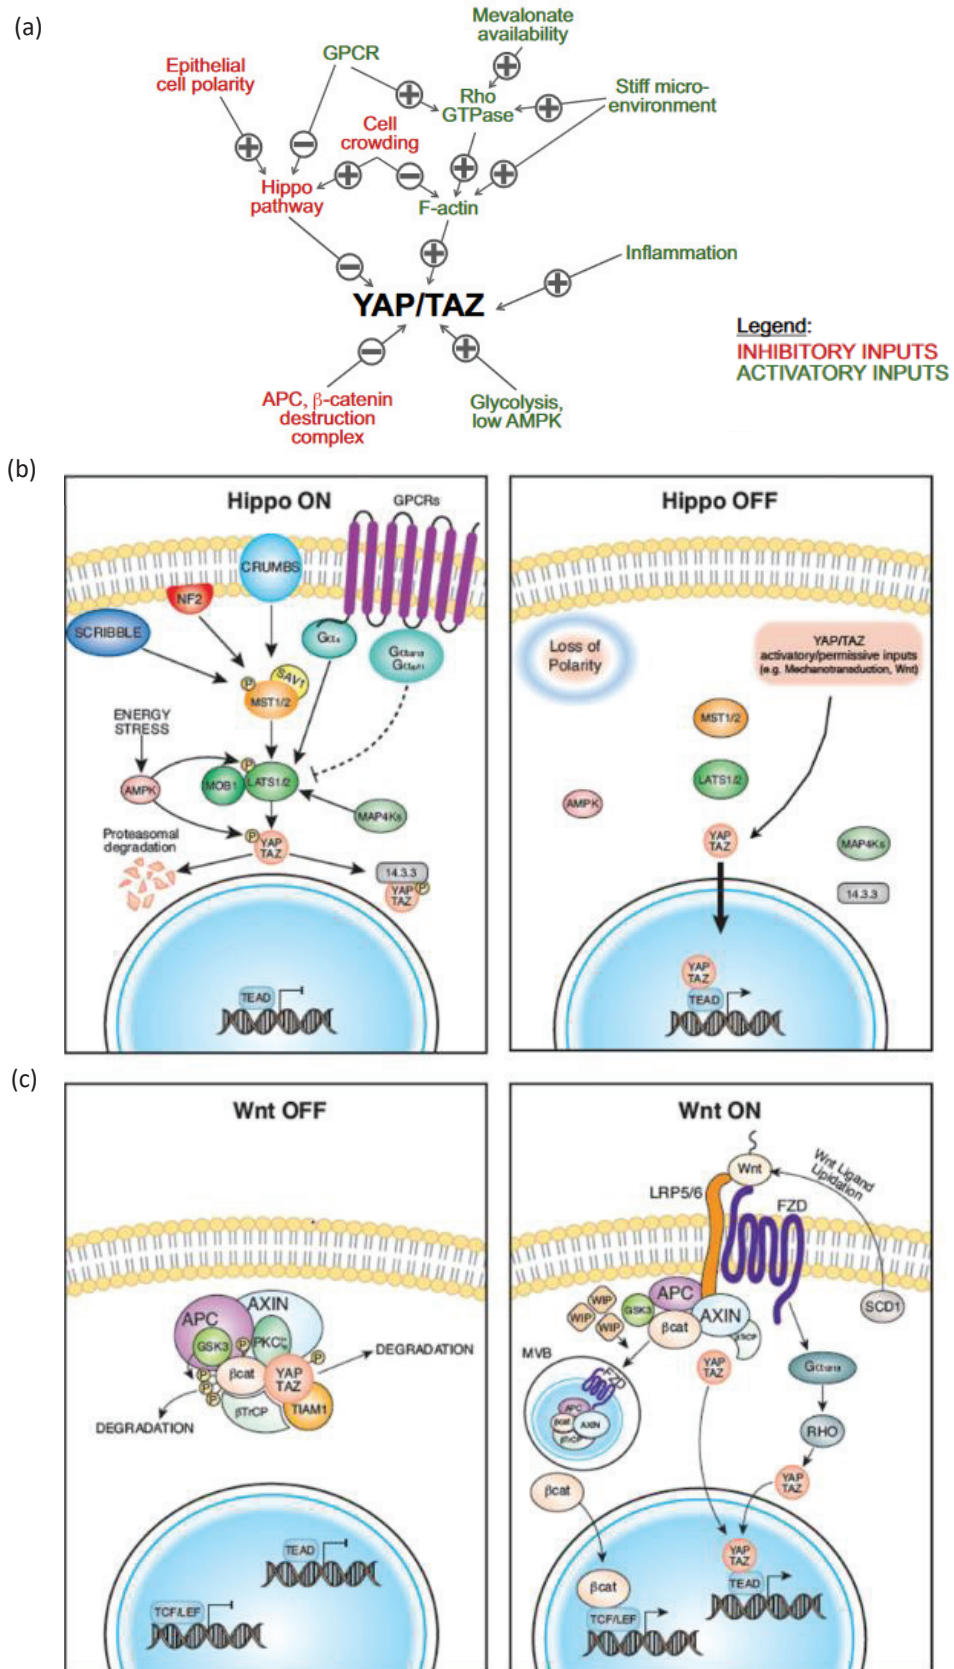 (a)
Mevalonate
availability
GPCR
Epithelial
cell polarity
Stiff micro-
environment
Rho
GTPase
Cell
crowding
Hippo
pathway
F-actin
Inflammation
YAP/TAZ
Legend:
INHIBITORY INPUTS
ACTIVATORY INPUTS
APC, β-catenin
destruction
complex
Glycolysis,
low AMPK
(b)
Hippo ON
GPCRs
CRUMBS
NF2
SCRIBBLE
Gαs
P
SAV1
MST1/2
ENERGY
STRESS
P
AMPK
MOB1
LATS1/2
MAP4Ks
P
YAP
TAZ
Proteasomal
degradation
14.3.3
YAP
TAZ
P
TEAD
Hippo OFF
Loss of
Polarity
YAP/TAZ
activatory/permissive inputs
(e.g. Mechanotransduction, Wnt)
MST1/2
LATS1/2
AMPK
YAP
TAZ
MAP4Ks
14.3.3
YAP
TAZ
TEAD
(c)
Wnt OFF
APC
AXIN
GSK3
P
P
βcat
YAP
TAZ
P
P
P
P
βTrCP
TIAM1
DEGRADATION
DEGRADATION
TEAD
TCF/LEF
Wnt ON
Wnt
Wnt Ligand
Lipidation
LRP5/6
FZD
SCD1
APC
GSK3
AXIN
βcat
βTrCP
WIP
WIP
WIP
MVB
FZD
APC
βcat
AXIN
βTrCP
YAP
TAZ
RHO
YAP
TAZ
βcat
YAP
TAZ
TEAD
βcat
TCF/LEF